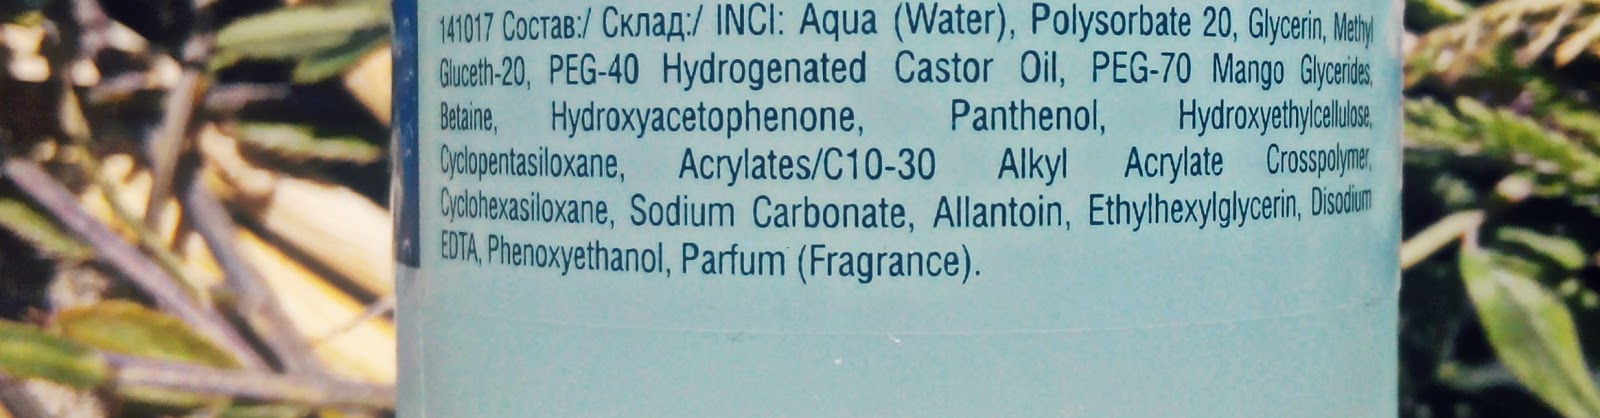 141017 Состав:/ Склад:/ INCI: Aqua (Water), Polysorbate 20, Glycerin, Methyl
Gluceth-20, PEG-40 Hydrogenated Castor Oil, PEG-70 Mango Glycerides,
Betaine, Hydroxyacetophenone, Panthenol, Hydroxyethylcellulose,
Cyclopentasiloxane, Acrylates/C10-30 Alkyl Acrylate Crosspolymer,
Cyclohexasiloxane, Sodium Carbonate, Allantoin, Ethylhexylglycerin, Disodium
EDTA, Phenoxyethanol, Parfum (Fragrance).